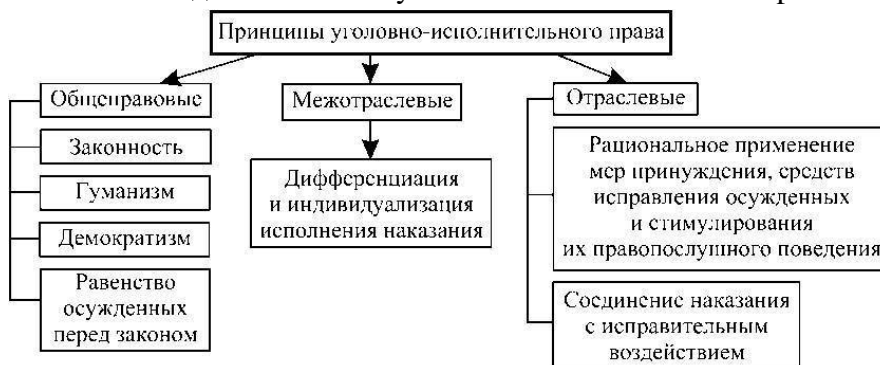 Принципы уголовно-исполнительного права
Общеправовые
Законность
Гуманизм
Демократизм
Равенство
осужденных
перед законом
Межотраслевые
Дифференциация
и индивидуализация
исполнения наказания
Отраслевые
Рациональное применение
мер принуждения, средств
исправления осужденных
и стимулирования
их правопослушного поведения
Соединение наказания
с исправительным
воздействием